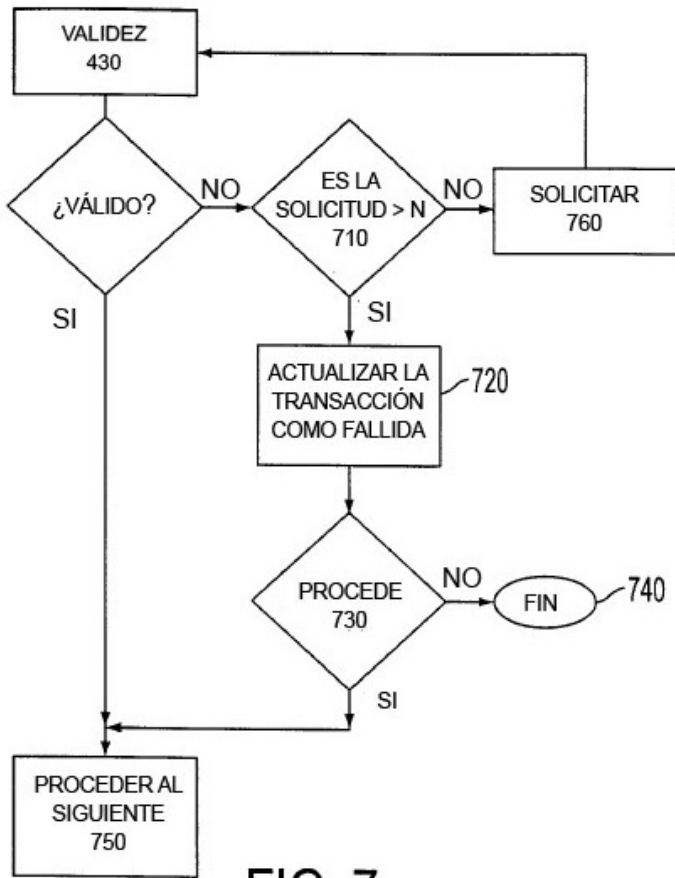 VALIDEZ
430
¿VÁLIDO?
NO
ES LA
SOLICITUD > N
710
NO
SOLICITAR
760
SI
SI
ACTUALIZAR LA
TRANSACCIÓN
COMO FALLIDA
720
PROCEDE
730
NO
FIN
740
SI
PROCEDER AL
SIGUIENTE
750
FIG. 7